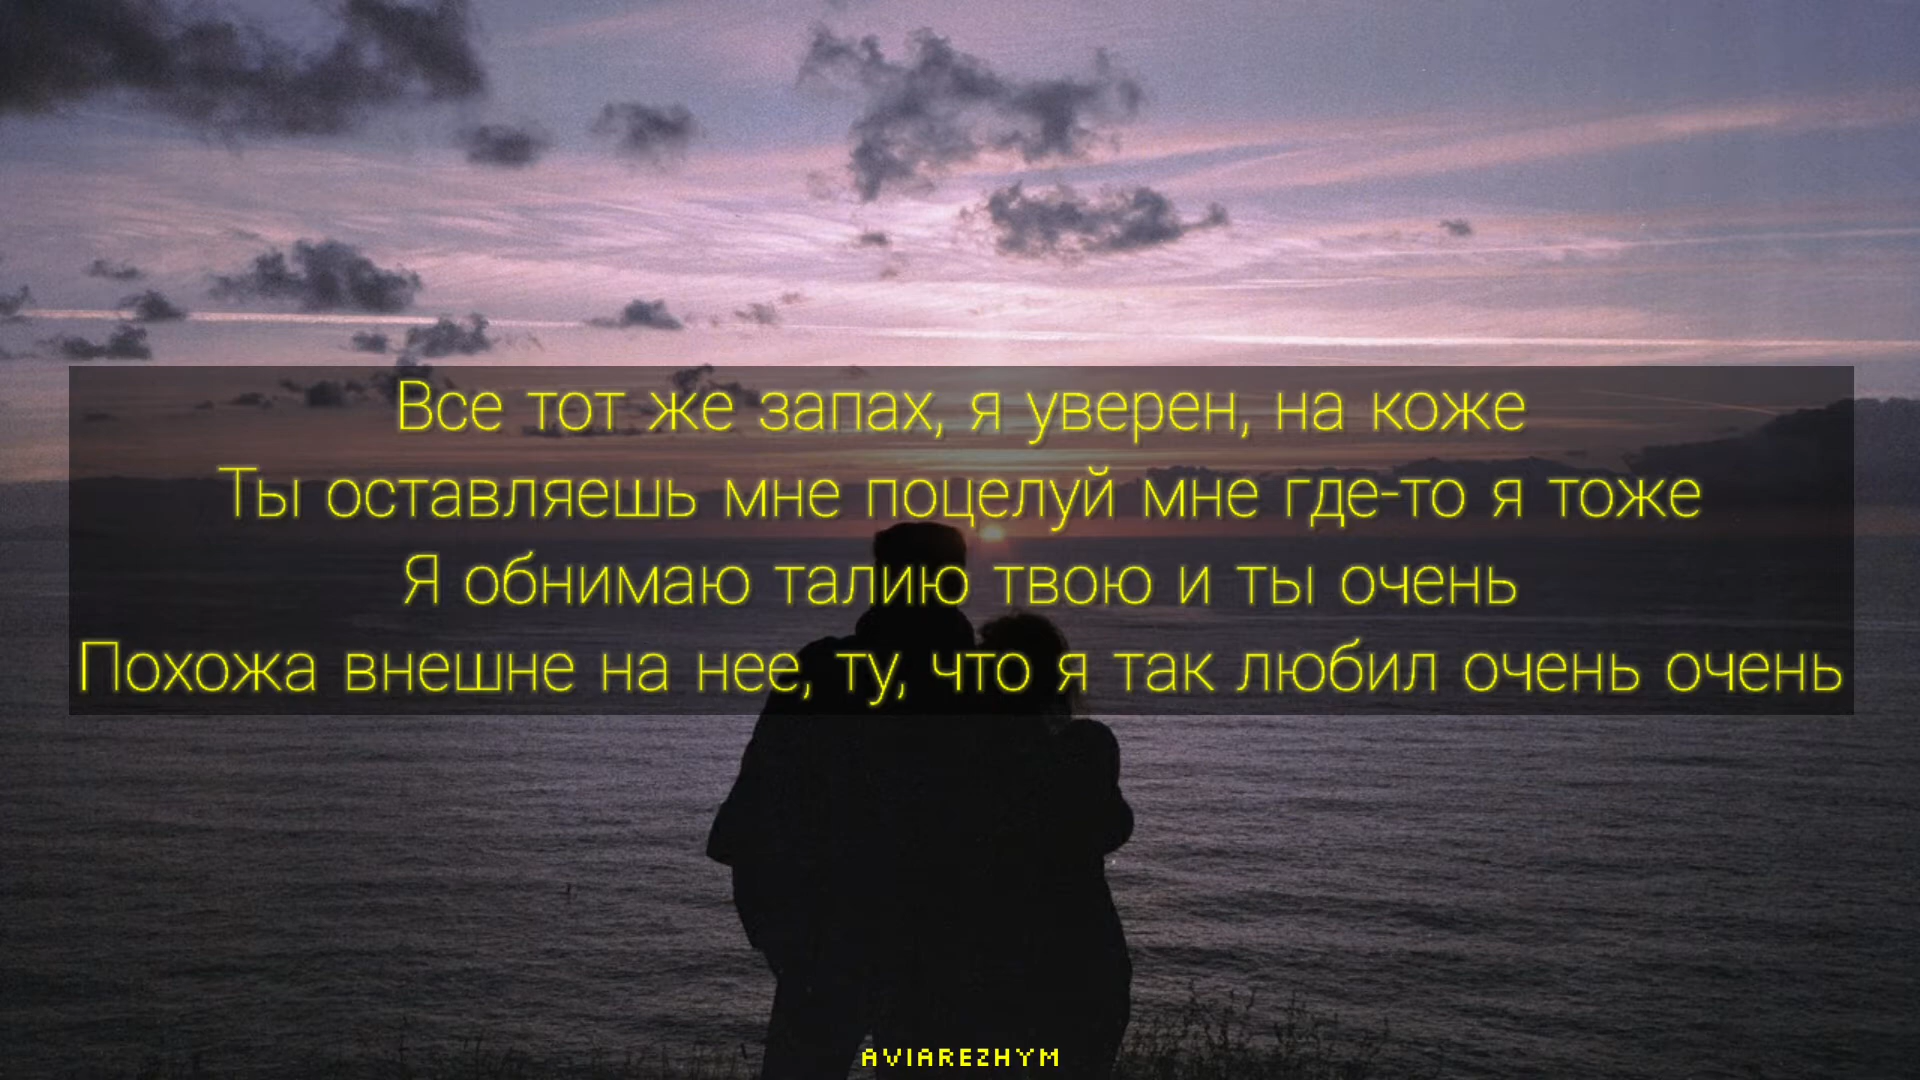 Все тот же запах, я уверен, на коже
Ты оставляешь мне поцелуй мне где-то я тоже
Я обнимаю талию твою и ты очень
Похожа внешне на нее, ту, что я так любил очень очень
AVIAREZHYM